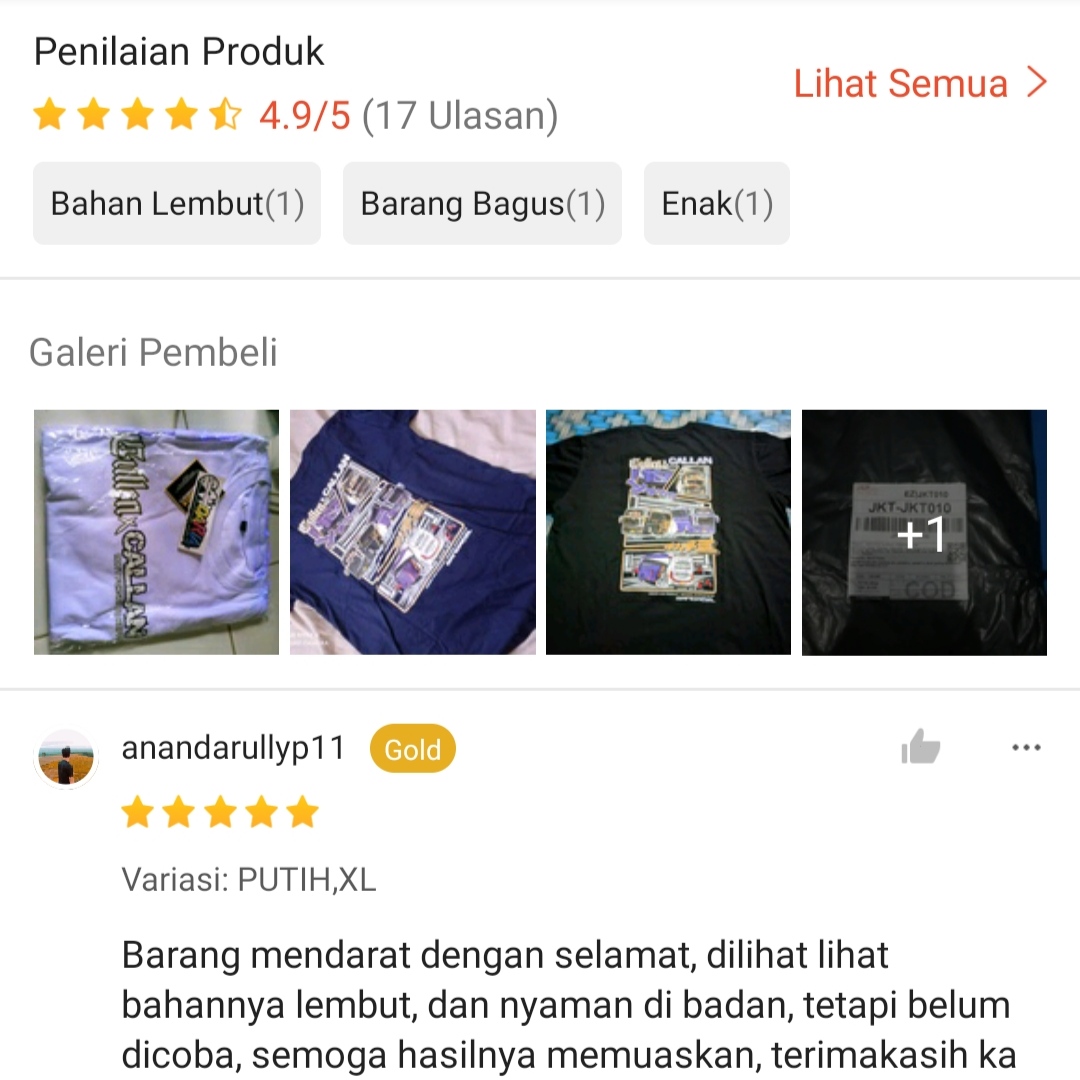 Penilaian Produk
Lihat Semua
4.9/5 (17 Ulasan)
Bahan Lembut(1)
Barang Bagus(1)
Enak(1)
Galeri Pembeli
CALLAN
CALLAN
CALLAN
JKT-JKT010
+1
COD
anandarullyp11
Gold
Variasi: PUTIH,XL
Barang mendarat dengan selamat, dilihat lihat
bahannya lembut, dan nyaman di badan, tetapi belum
dicoba, semoga hasilnya memuaskan, terimakasih ka